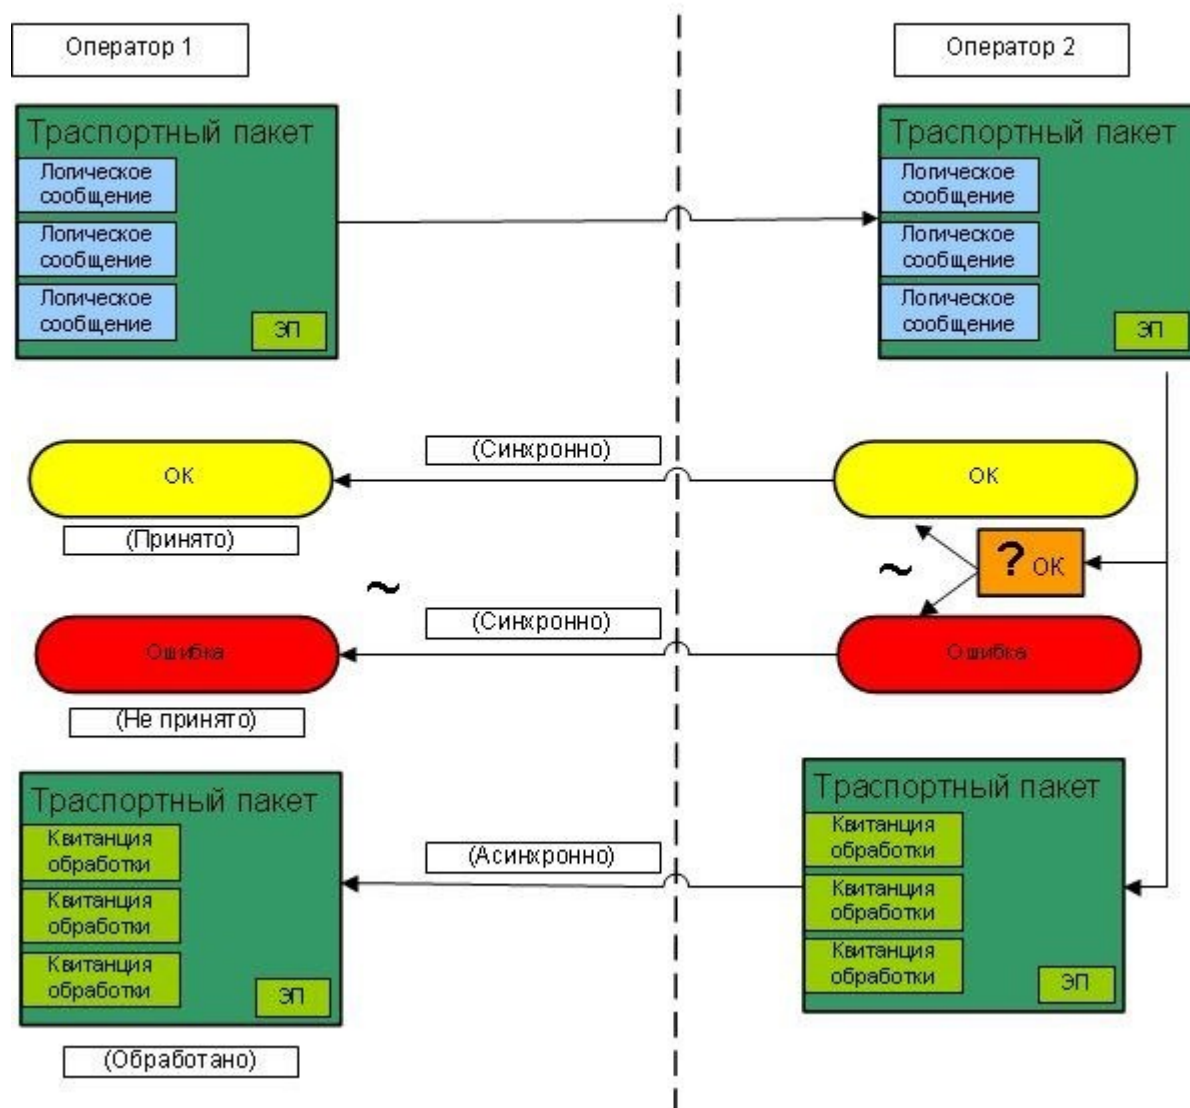 Оператор 1
Оператор 2
Траспортный пакет
Логическое
сообщение
Логическое
сообщение
Логическое
сообщение
ЭП
Траспортный пакет
Логическое
сообщение
Логическое
сообщение
Логическое
сообщение
ЭП
(Синхронно)
ОК
ОК
(Принято)
? ОК
~
~
(Синхронно)
Ошибка
Ошибка
(Не принято)
Траспортный пакет
Квитанция
обработки
Квитанция
обработки
Квитанция
обработки
ЭП
(Асинхронно)
Траспортный пакет
Квитанция
обработки
Квитанция
обработки
Квитанция
обработки
ЭП
(Обработано)